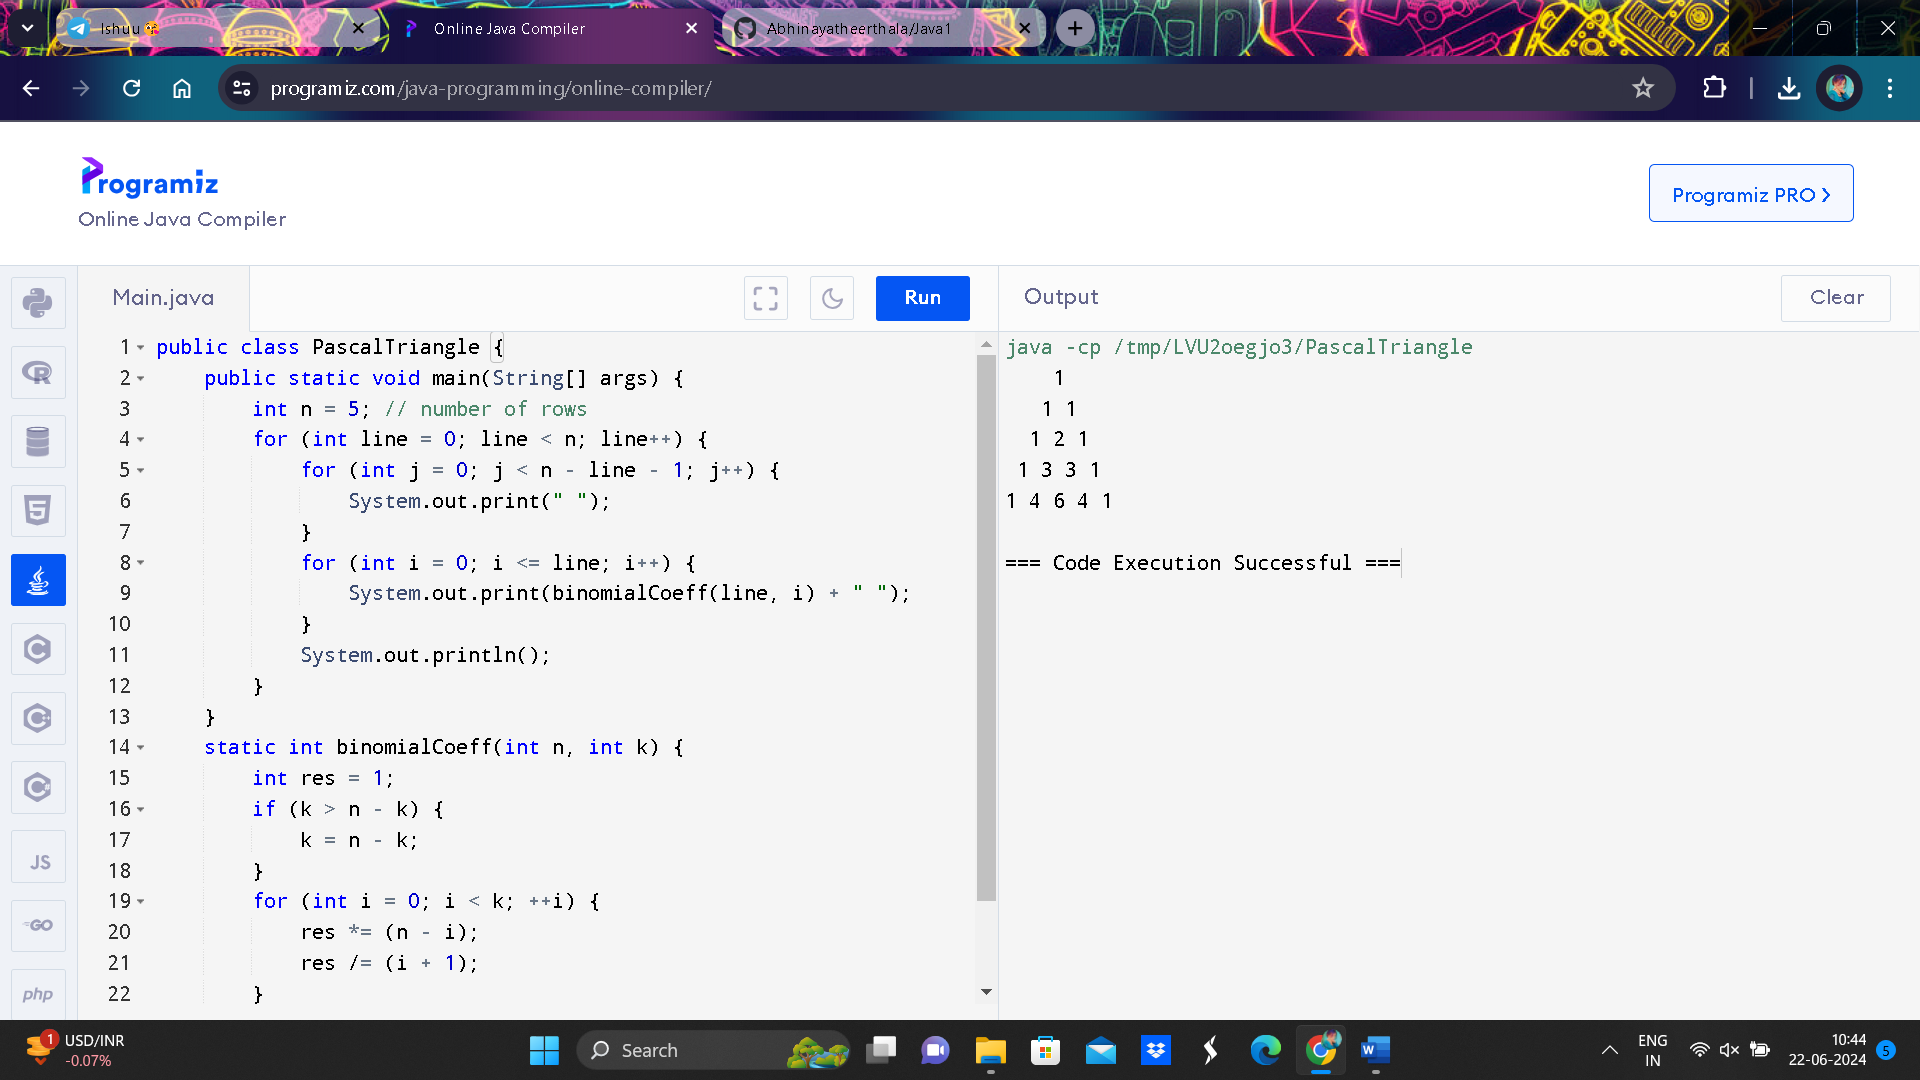 Ishuu
Online Java Compiler
Abhinayatheerthala/Java1
programiz.com/java-programming/online-compiler/
Programiz
Online Java Compiler
Programiz PRO
Main.java
Run
Output
Clear
1 public class PascalTriangle {
2 public static void main(String[] args) {
3 int n = 5; // number of rows
4 for (int line = 0; line < n; line++) {
5 for (int j = 0; j < n - line - 1; j++) {
6 System.out.print(" ");
7 }
8 for (int i = 0; i <= line; i++) {
9 System.out.print(binomialCoeff(line, i) + " ");
10 }
11 System.out.println();
12 }
13 }
14 static int binomialCoeff(int n, int k) {
15 int res = 1;
16 if (k > n - k) {
17 k = n - k;
18 }
19 for (int i = 0; i < k; ++i) {
20 res *= (n - i);
21 res /= (i + 1);
22 }
java -cp /tmp/LVU2oegjo3/PascalTriangle
1
1 1
1 2 1
1 3 3 1
1 4 6 4 1
=== Code Execution Successful ===
R
5
C
C
C
JS
GO
php
1
USD/INR
-0.07%
Search
W
ENG
IN
10:44
22-06-2024
5